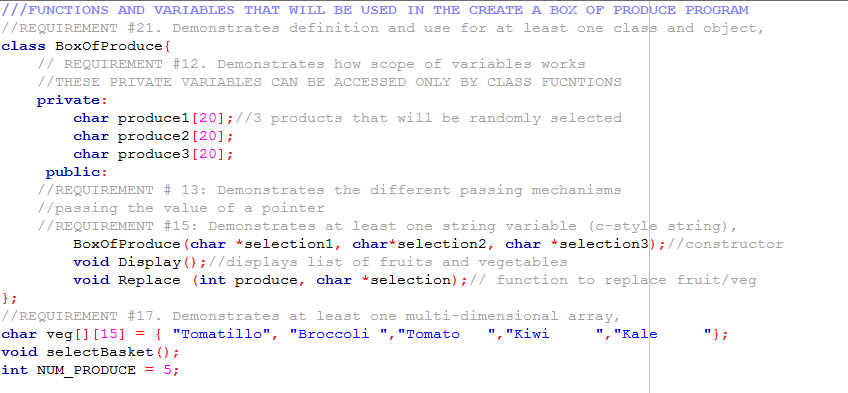 ///FUNCTIONS AND VARIABLES THAT WILL BE USED IN THE CREATE A BOX OF PRODUCE PROGRAM
//REQUIREMENT #21. Demonstrates definition and use for at least one class and object,
class BoxOfProduce{
    // REQUIREMENT #12. Demonstrates how scope of variables works
    //THESE PRIVATE VARIABLES CAN BE ACCESSED ONLY BY CLASS FUCNTIONS
    private:
        char produce1[20];//3 products that will be randomly selected
        char produce2[20];
        char produce3[20];
     public:
    //REQUIREMENT # 13: Demonstrates the different passing mechanisms
    //passing the value of a pointer
    //REQUIREMENT #15: Demonstrates at least one string variable (c-style string),
        BoxOfProduce(char *selection1, char*selection2, char *selection3);//constructor
        void Display();//displays list of fruits and vegetables
        void Replace (int produce, char *selection);// function to replace fruit/veg
};
//REQUIREMENT #17. Demonstrates at least one multi-dimensional array,
char veg[][15] = { "Tomatillo", "Broccoli ","Tomato   ","Kiwi     ","Kale     "};
void selectBasket();
int NUM_PRODUCE = 5;